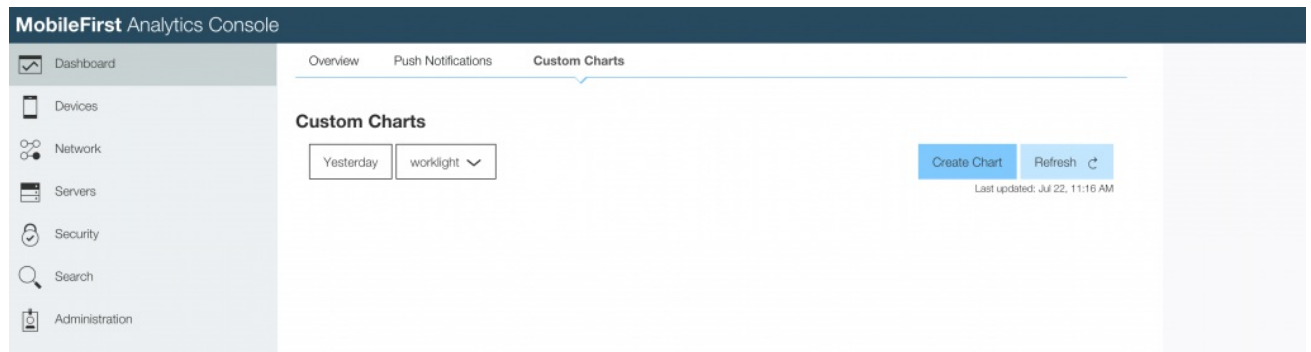 MobileFirst Analytics Console
Dashboard
Devices
Network
Servers
Security
Search
Administration
Overview Push Notifications Custom Charts
Custom Charts
Yesterday worklight Create Chart Refresh
Last updated: Jul 22, 11:16 AM